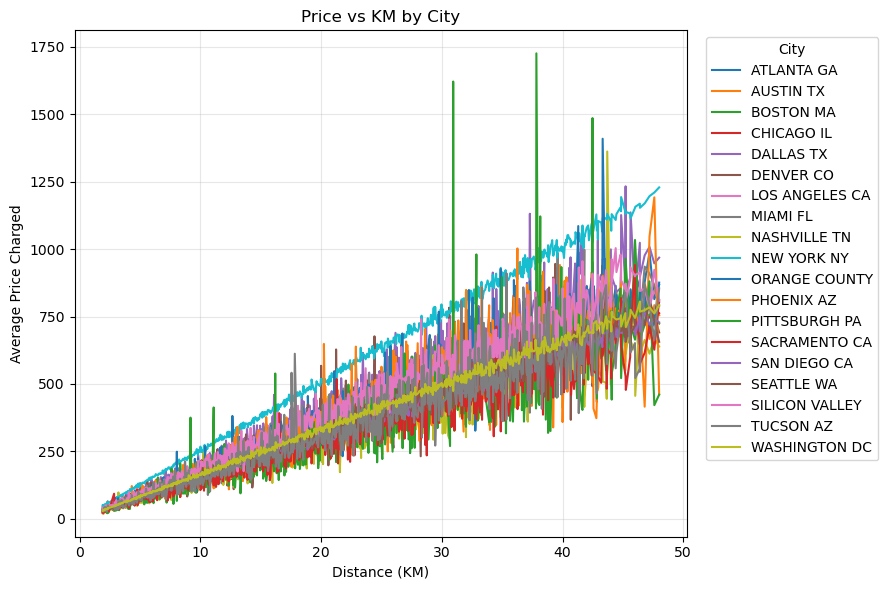 Price vs KM by City
1750
1500
1250
1000
750
500
250
0
Average Price Charged
0 10 20 30 40 50
Distance (KM)
City
ATLANTA GA
AUSTIN TX
BOSTON MA
CHICAGO IL
DALLAS TX
DENVER CO
LOS ANGELES CA
MIAMI FL
NASHVILLE TN
NEW YORK NY
ORANGE COUNTY
PHOENIX AZ
PITTSBURGH PA
SACRAMENTO CA
SAN DIEGO CA
SEATTLE WA
SILICON VALLEY
TUCSON AZ
WASHINGTON DC